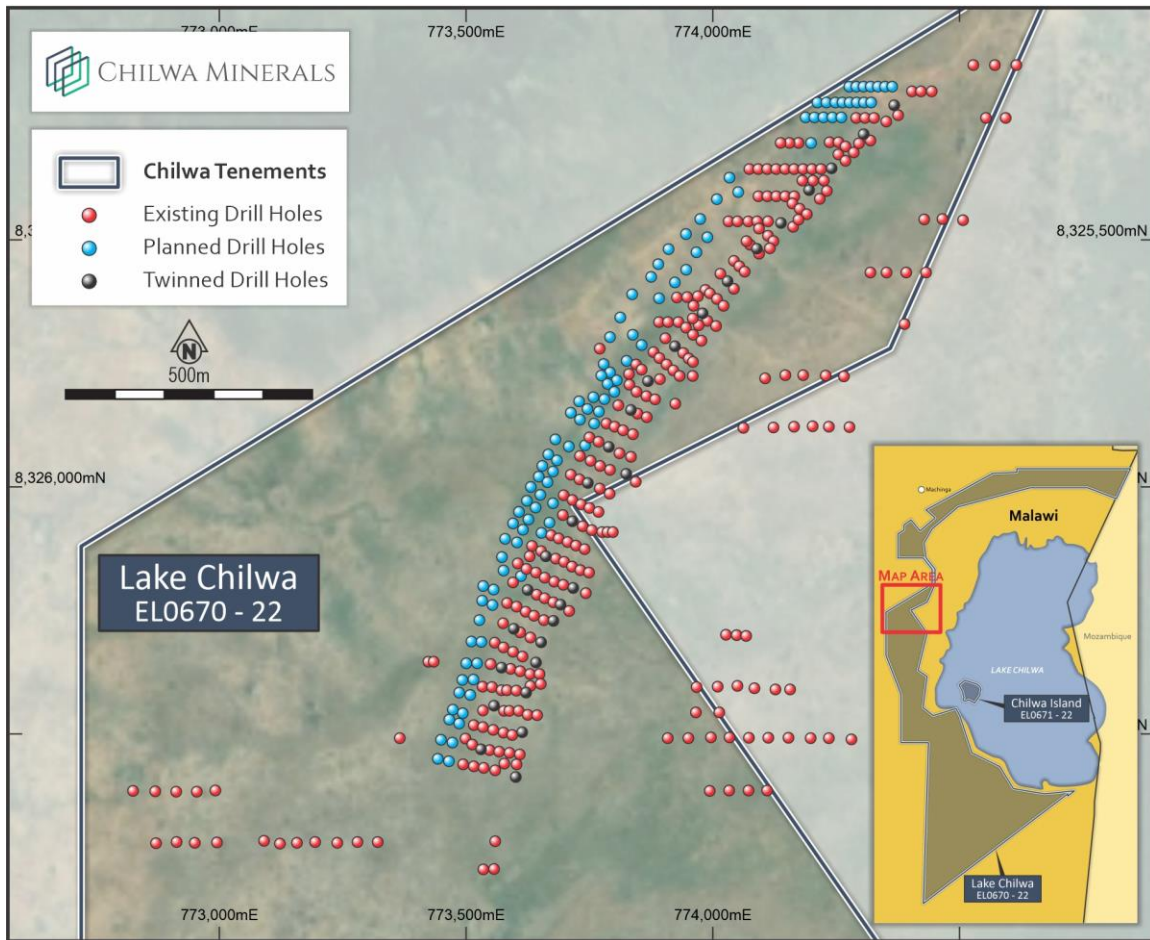 773,000mE
773,500mE
774,000mE
CHILWA MINERALS
Chilwa Tenements
Existing Drill Holes
Planned Drill Holes
Twinned Drill Holes
8,325,500mN
N
500m
8,326,000mN
Lake Chilwa
EL0670 - 22
Machinga
Malawi
MAP AREA
Mozambique
LAKE CHILWA
Chilwa Island
EL0671 - 22
Lake Chilwa
EL0670 - 22
773,000mE
773,500mE
774,000mE